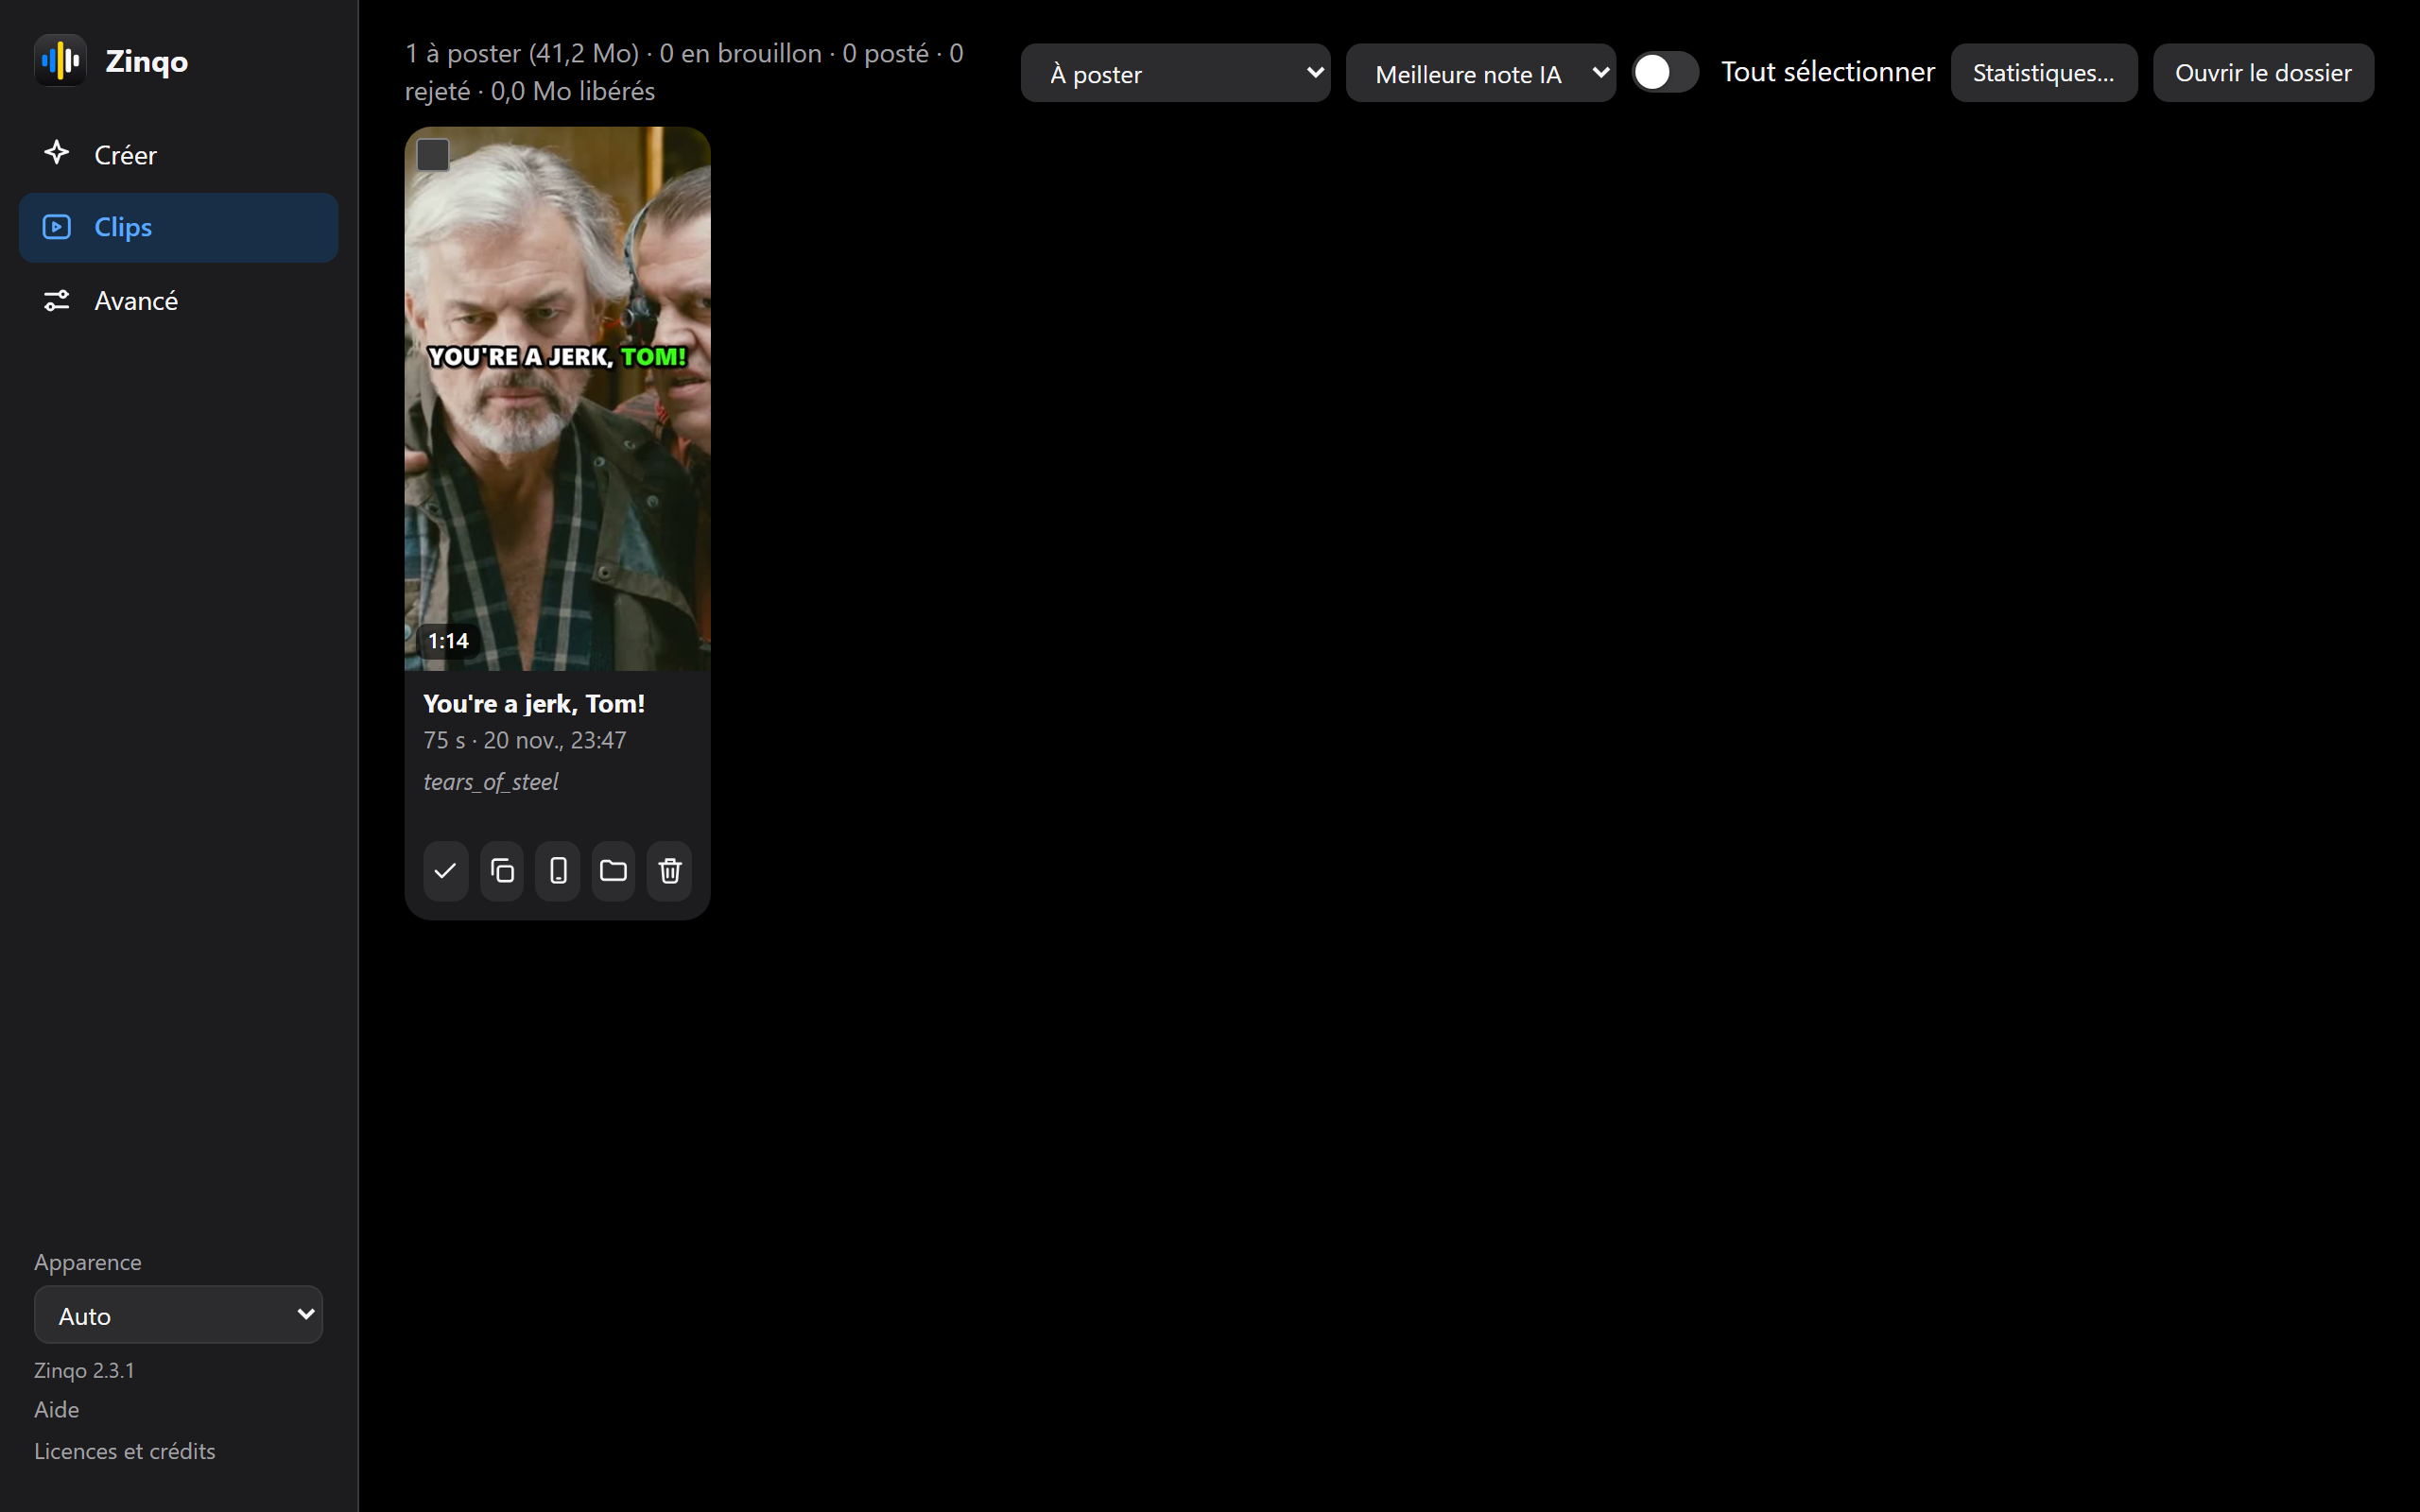 Zinqo
Créer
Clips
Avancé
Apparence
Auto
Zinqo 2.3.1
Aide
Licences et crédits
1 à poster (41,2 Mo) · 0 en brouillon · 0 posté · 0
rejeté · 0,0 Mo libérés
À poster
Meilleure note IA
Tout sélectionner
Statistiques...
Ouvrir le dossier
YOU'RE A JERK, TOM!
1:14
You're a jerk, Tom!
75 s · 20 nov., 23:47
tears_of_steel